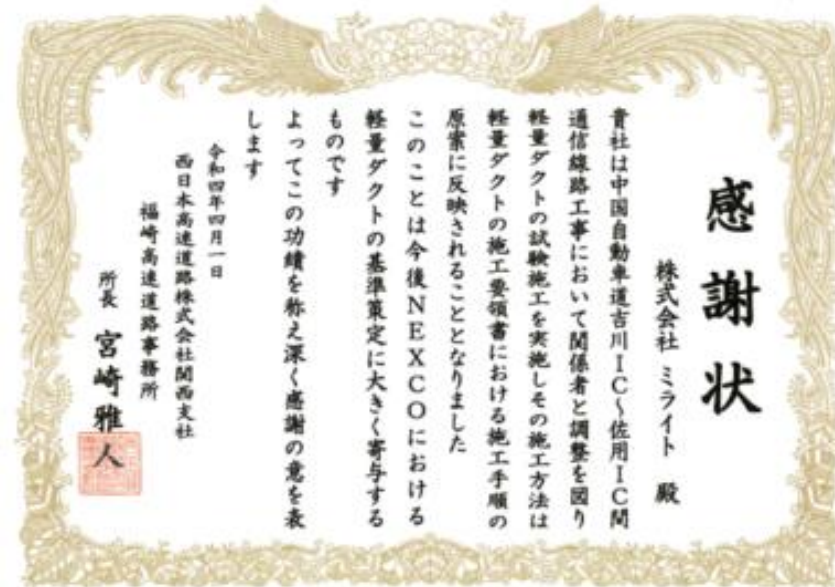 感謝状
株式会社 ミライト 殿
貴社は中国自動車道吉川IC~佐用IC間
通信線路工事において関係者と調整を図り
軽量ダクトの試験施工を実施しその施工方法は
軽量ダクトの施工要領書における施工手順の
原案に反映されることとなりました
このことは今後NEXCOにおける
軽量ダクトの基準策定に大きく寄与する
ものです
よってこの功績を称え深く感謝の意を表
します
令和四年四月一日
西日本高速道路株式会社関西支社
福崎高速道路事務所
所長 宮崎雅人